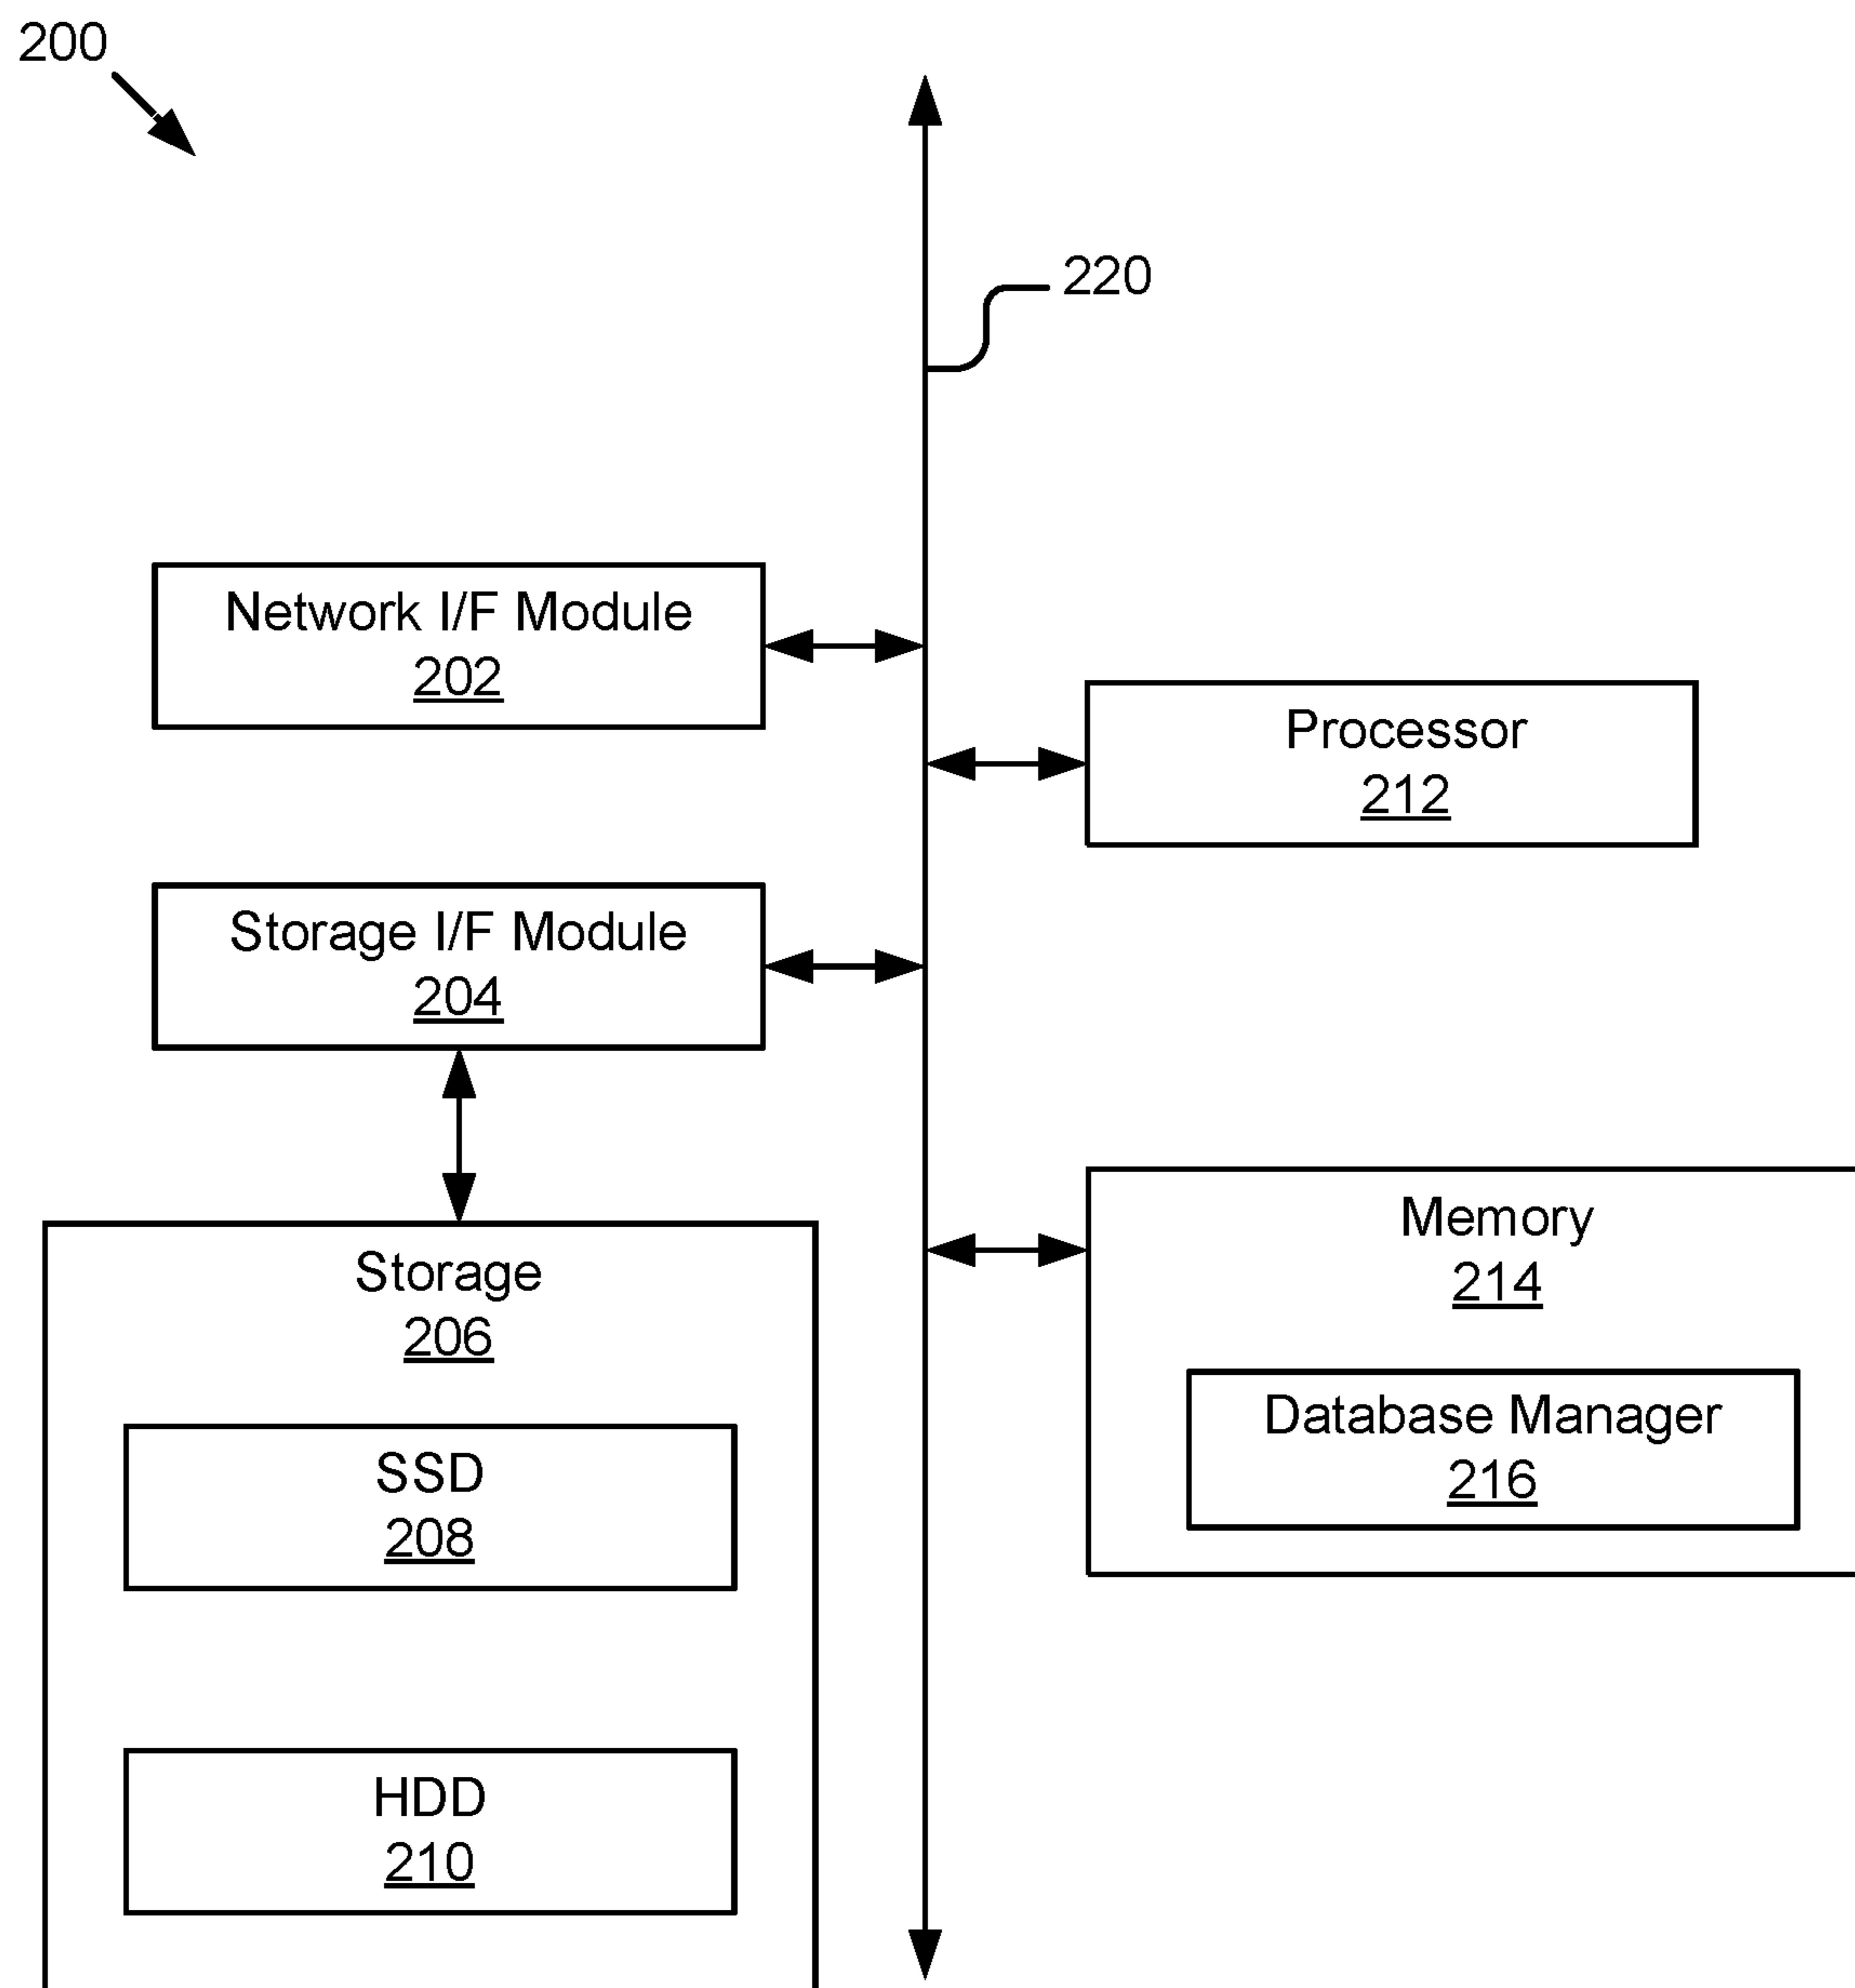 200
220
Network I/F Module
202
Processor
212
Storage I/F Module
204
Memory
214
Storage
206
Database Manager
216
SSD
208
HDD
210